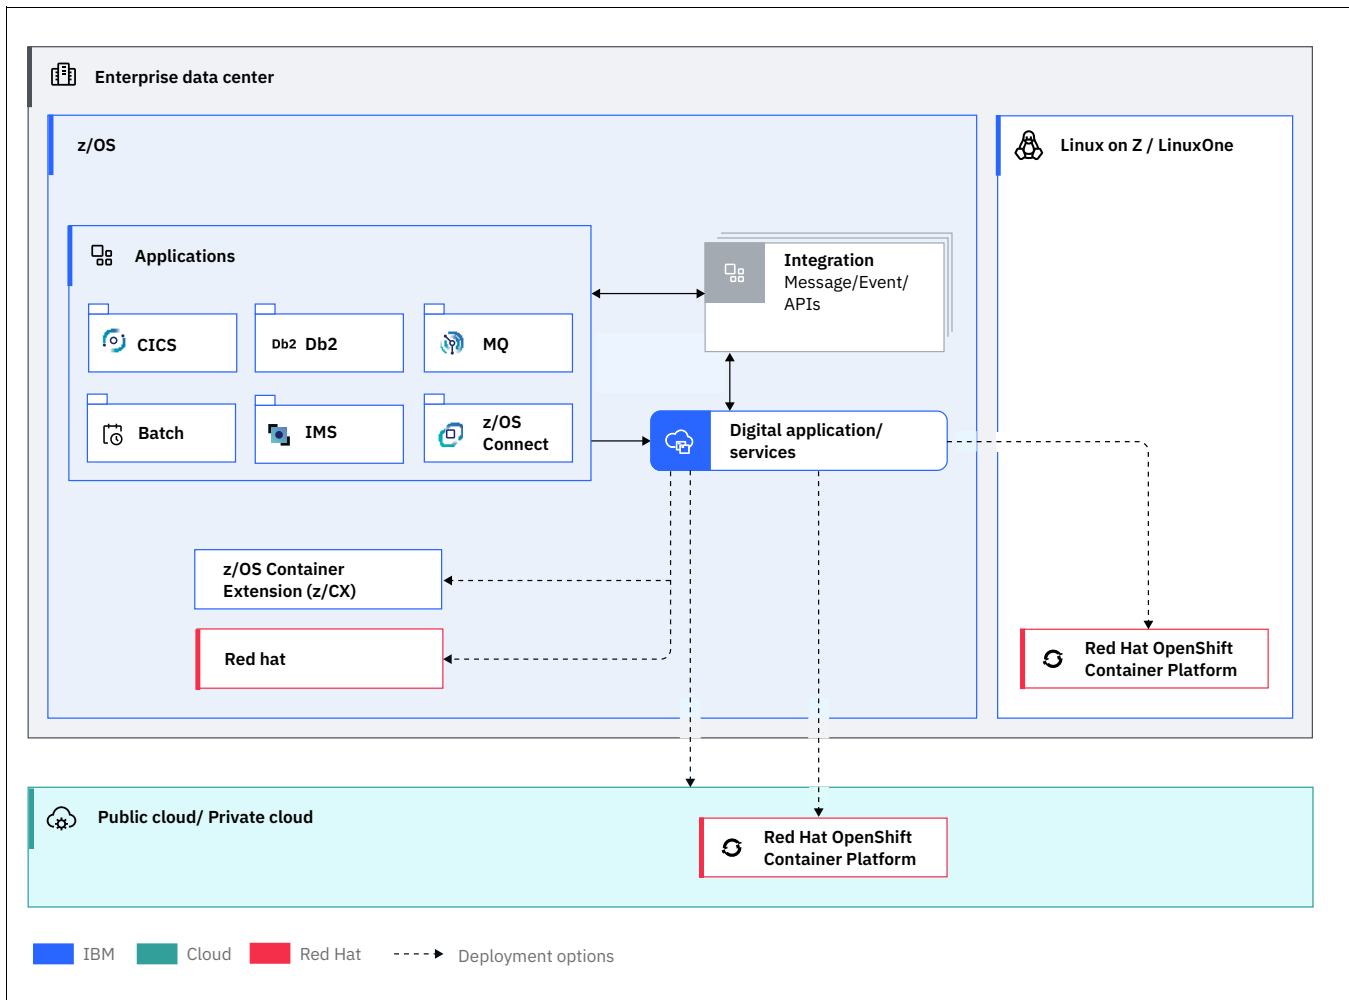 Enterprise data center
z/OS
Linux on Z / LinuxOne
Applications
Integration
Message/Event/
APIs
CICS
Db2 Db2
MQ
Batch
IMS
z/OS
Connect
Digital application/
services
z/OS Container
Extension (z/CX)
Red hat
Red Hat OpenShift
Container Platform
Public cloud/ Private cloud
Red Hat OpenShift
Container Platform
IBM
Cloud
Red Hat
Deployment options